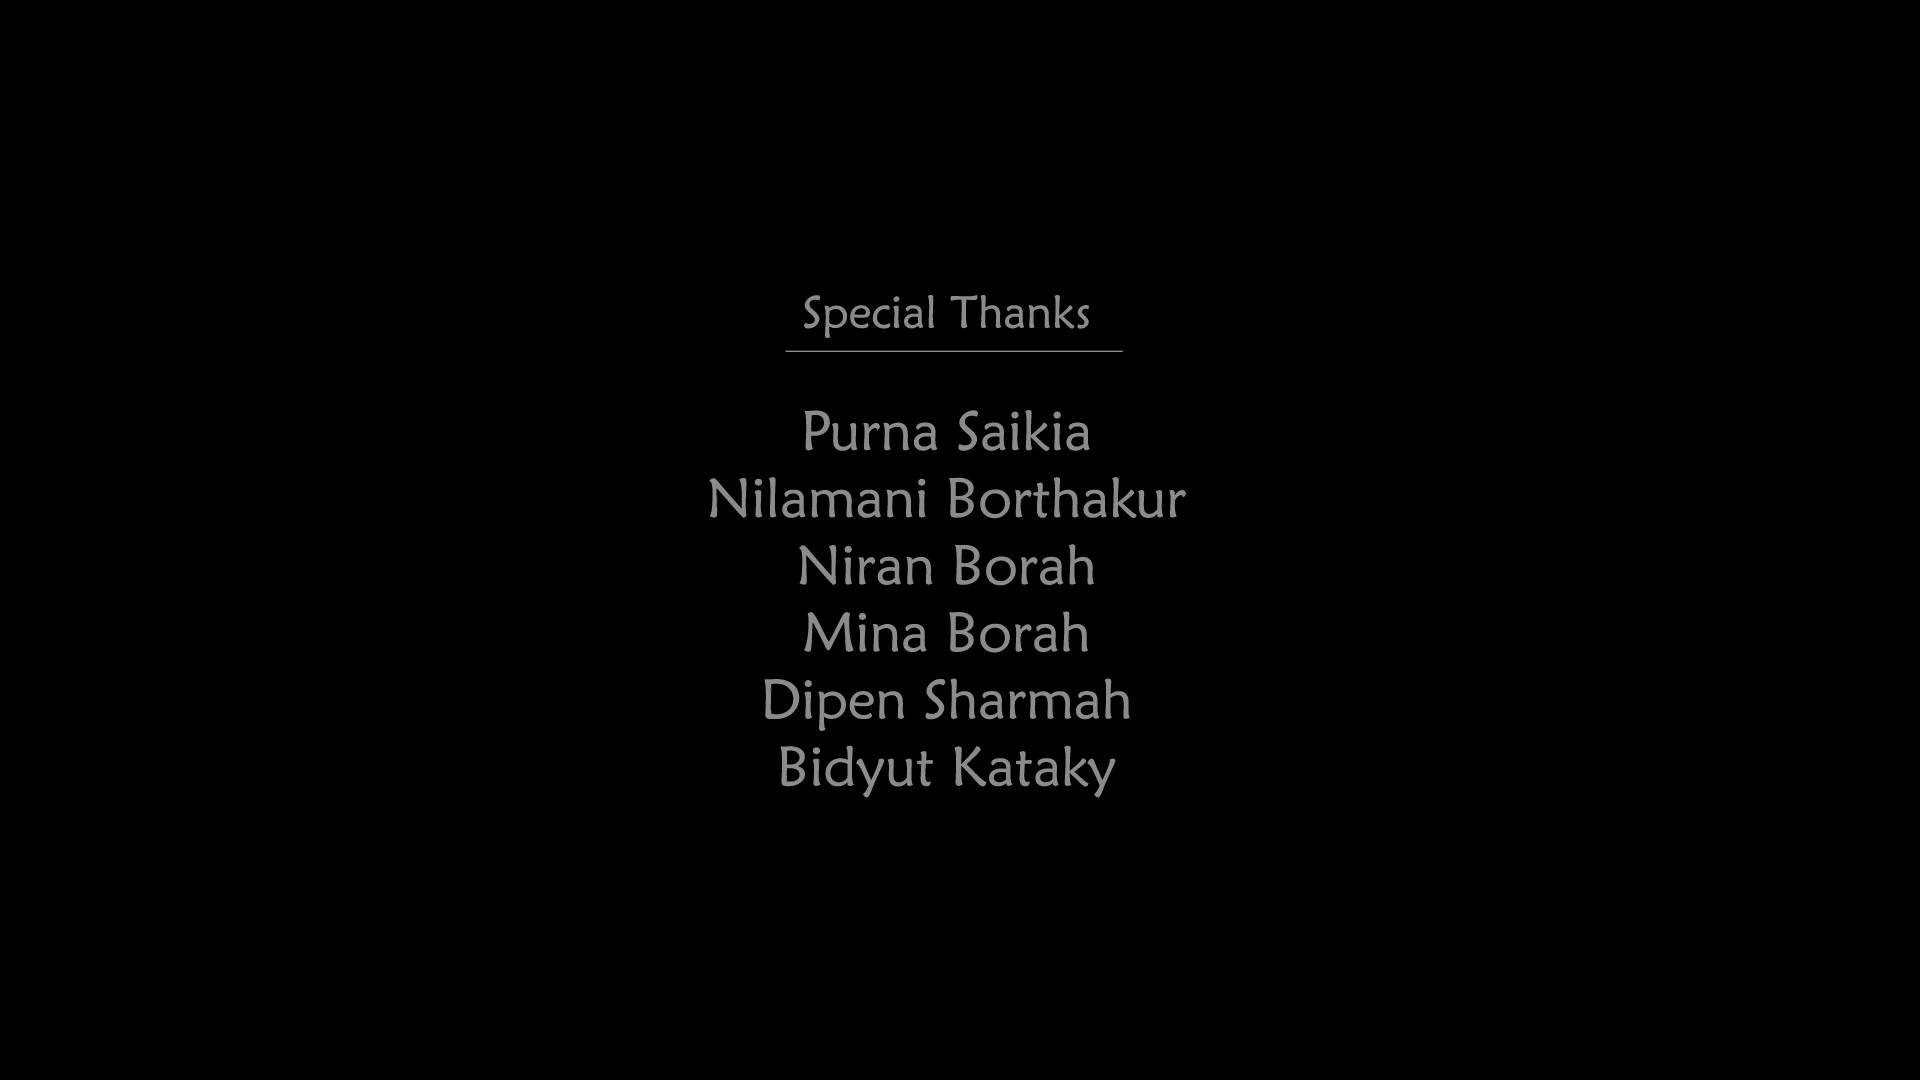 Special Thanks
Purna Saikia
Nilamani Borthakur
Niran Borah
Mina Borah
Dipen Sharmah
Bidyut Kataky